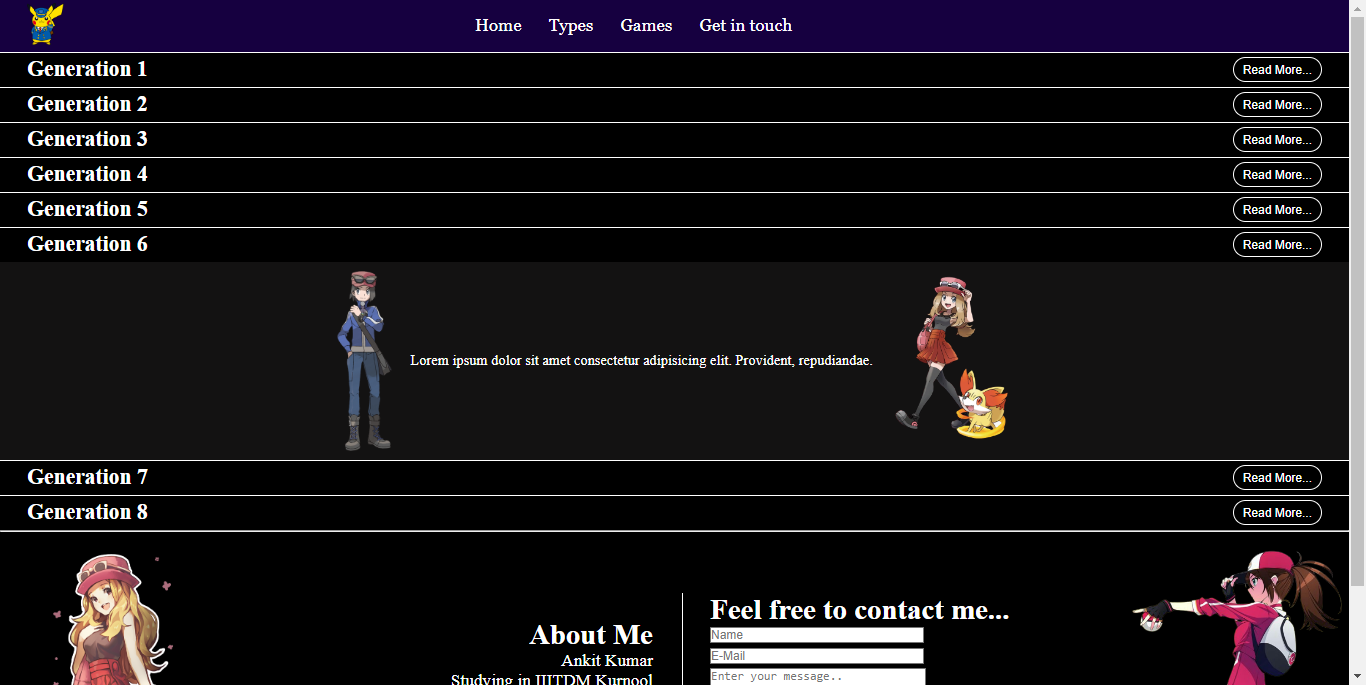 Home Types Games Get in touch
Generation 1 Read More...
Generation 2 Read More...
Generation 3 Read More...
Generation 4 Read More...
Generation 5 Read More...
Generation 6 Read More...
Lorem ipsum dolor sit amet consectetur adipisicing elit. Provident, repudiandae.
Generation 7 Read More...
Generation 8 Read More...
About Me
Ankit Kumar
Studying in IIITDM Kurnool
Feel free to contact me...
Name
E-Mail
Enter your message..